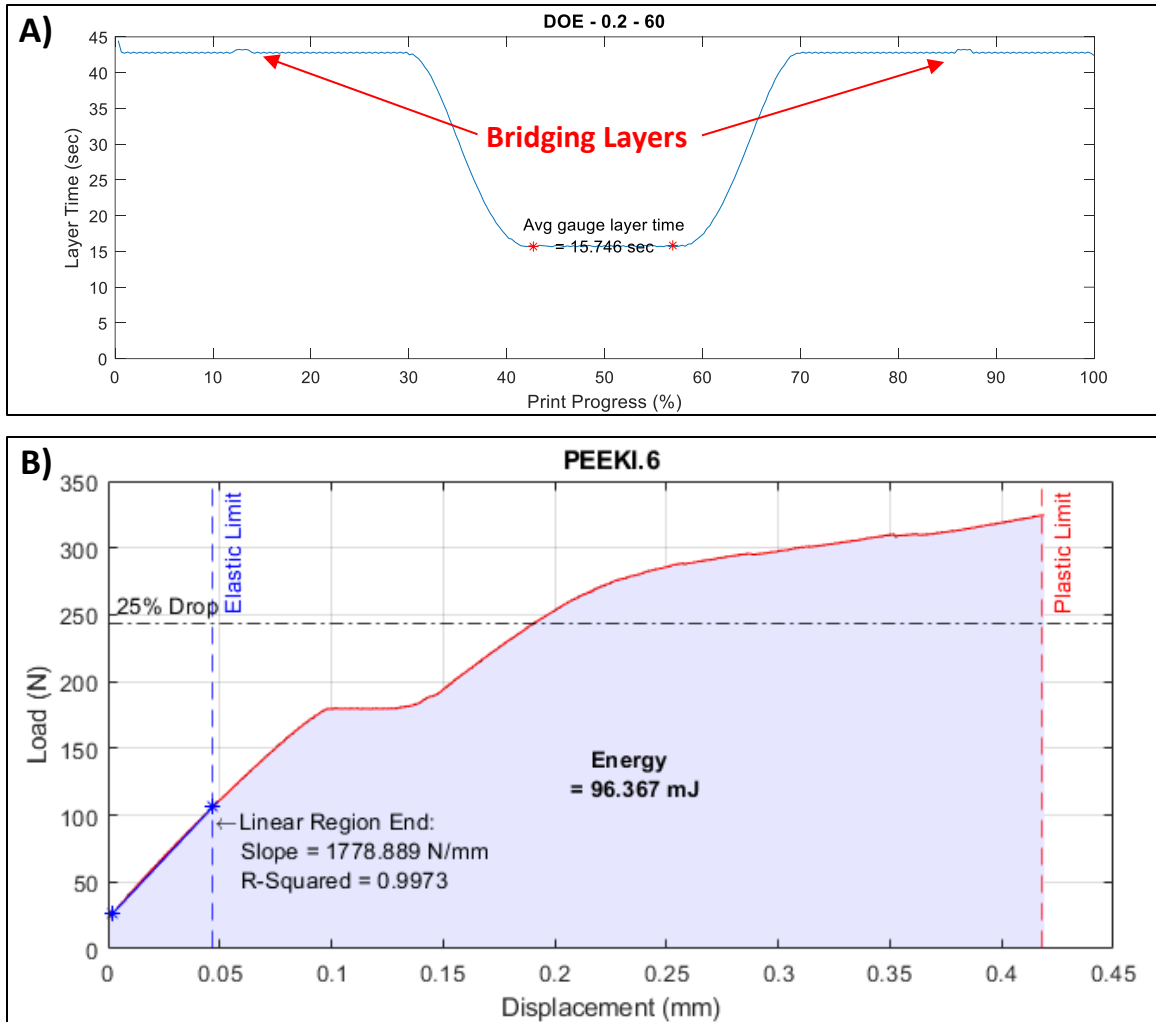 A)
DOE - 0.2 - 60
45
40
35
30
25
20
15
10
5
0
Layer Time (sec)
Bridging Layers
Avg gauge layer time
= 15.746 sec
0 10 20 30 40 50 60 70 80 90 100
Print Progress (%)
B)
PEEKI.6
350
300
250
200
150
100
50
0
Load (N)
Elastic Limit
Plastic Limit
25% Drop
Energy
= 96.367 mJ
←Linear Region End:
Slope = 1778.889 N/mm
R-Squared = 0.9973
0 0.05 0.1 0.15 0.2 0.25 0.3 0.35 0.4 0.45
Displacement (mm)